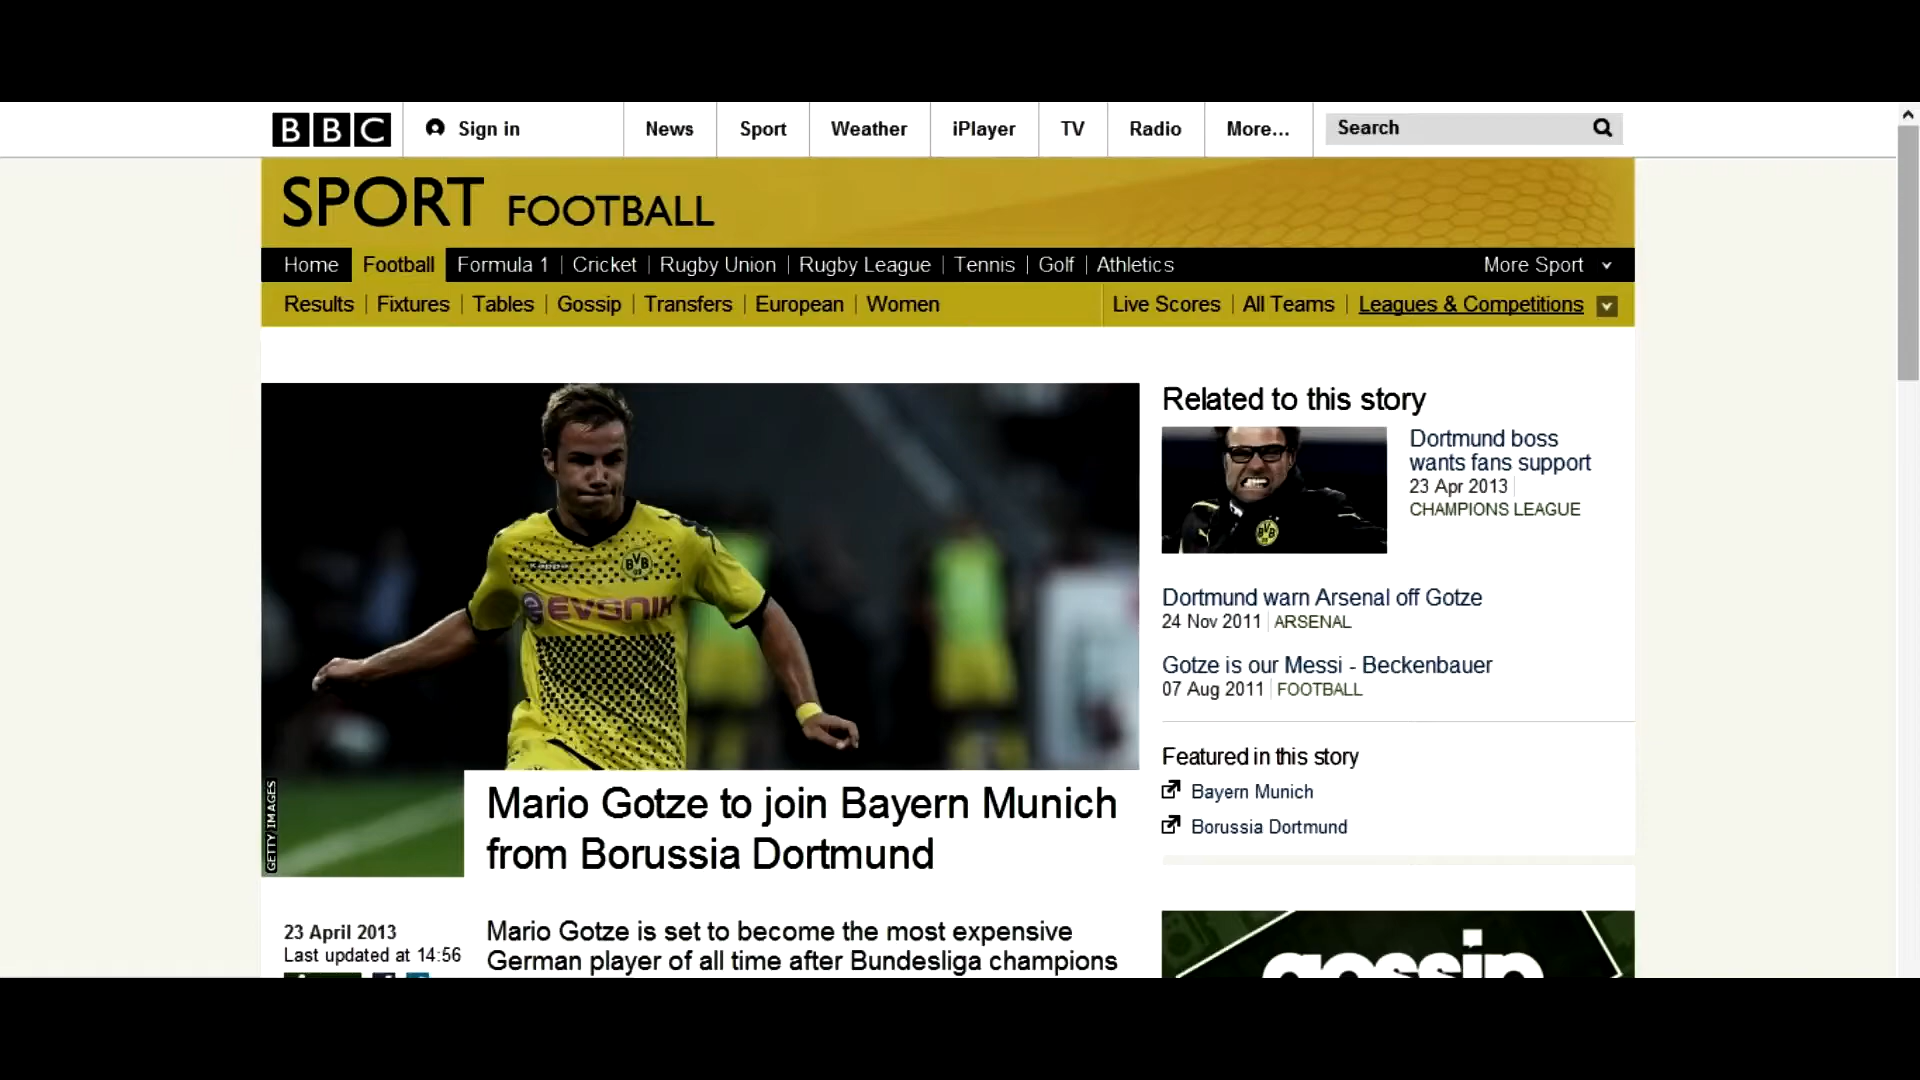 BBC
Sign in
News
Sport
Weather
iPlayer
TV
Radio
More...
Search
SPORT FOOTBALL
Home
Football
Formula 1
Cricket
Rugby Union
Rugby League
Tennis
Golf
Athletics
More Sport
Results
Fixtures
Tables
Gossip
Transfers
European
Women
Live Scores
All Teams
Leagues & Competitions
Kappa
BVB
09
EVONIK
GETTY IMAGES
Mario Gotze to join Bayern Munich
from Borussia Dortmund
23 April 2013
Last updated at 14:56
Mario Gotze is set to become the most expensive
German player of all time after Bundesliga champions
Related to this story
BVB
Dortmund boss
wants fans support
23 Apr 2013
CHAMPIONS LEAGUE
Dortmund warn Arsenal off Gotze
24 Nov 2011 ARSENAL
Gotze is our Messi - Beckenbauer
07 Aug 2011 FOOTBALL
Featured in this story
Bayern Munich
Borussia Dortmund
gossip